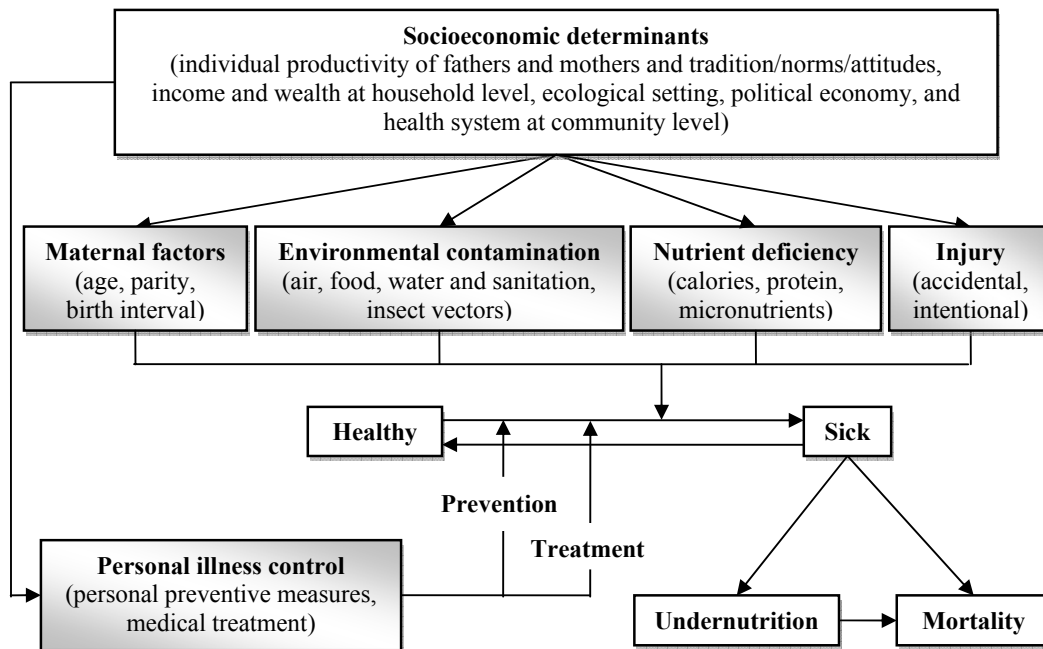 Socioeconomic determinants
(individual productivity of fathers and mothers and tradition/norms/attitudes,
income and wealth at household level, ecological setting, political economy, and
health system at community level)
Maternal factors
(age, parity,
birth interval)
Environmental contamination
(air, food, water and sanitation,
insect vectors)
Nutrient deficiency
(calories, protein,
micronutrients)
Injury
(accidental,
intentional)
Healthy
Sick
Prevention
Treatment
Personal illness control
(personal preventive measures,
medical treatment)
Undernutrition
Mortality